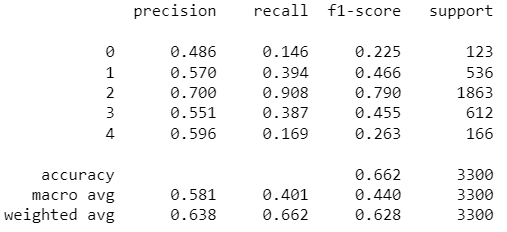 precision recall f1-score support
0 0.486 0.146 0.225 123
1 0.570 0.394 0.466 536
2 0.700 0.908 0.790 1863
3 0.551 0.387 0.455 612
4 0.596 0.169 0.263 166
accuracy 0.662 3300
macro avg 0.581 0.401 0.440 3300
weighted avg 0.638 0.662 0.628 3300